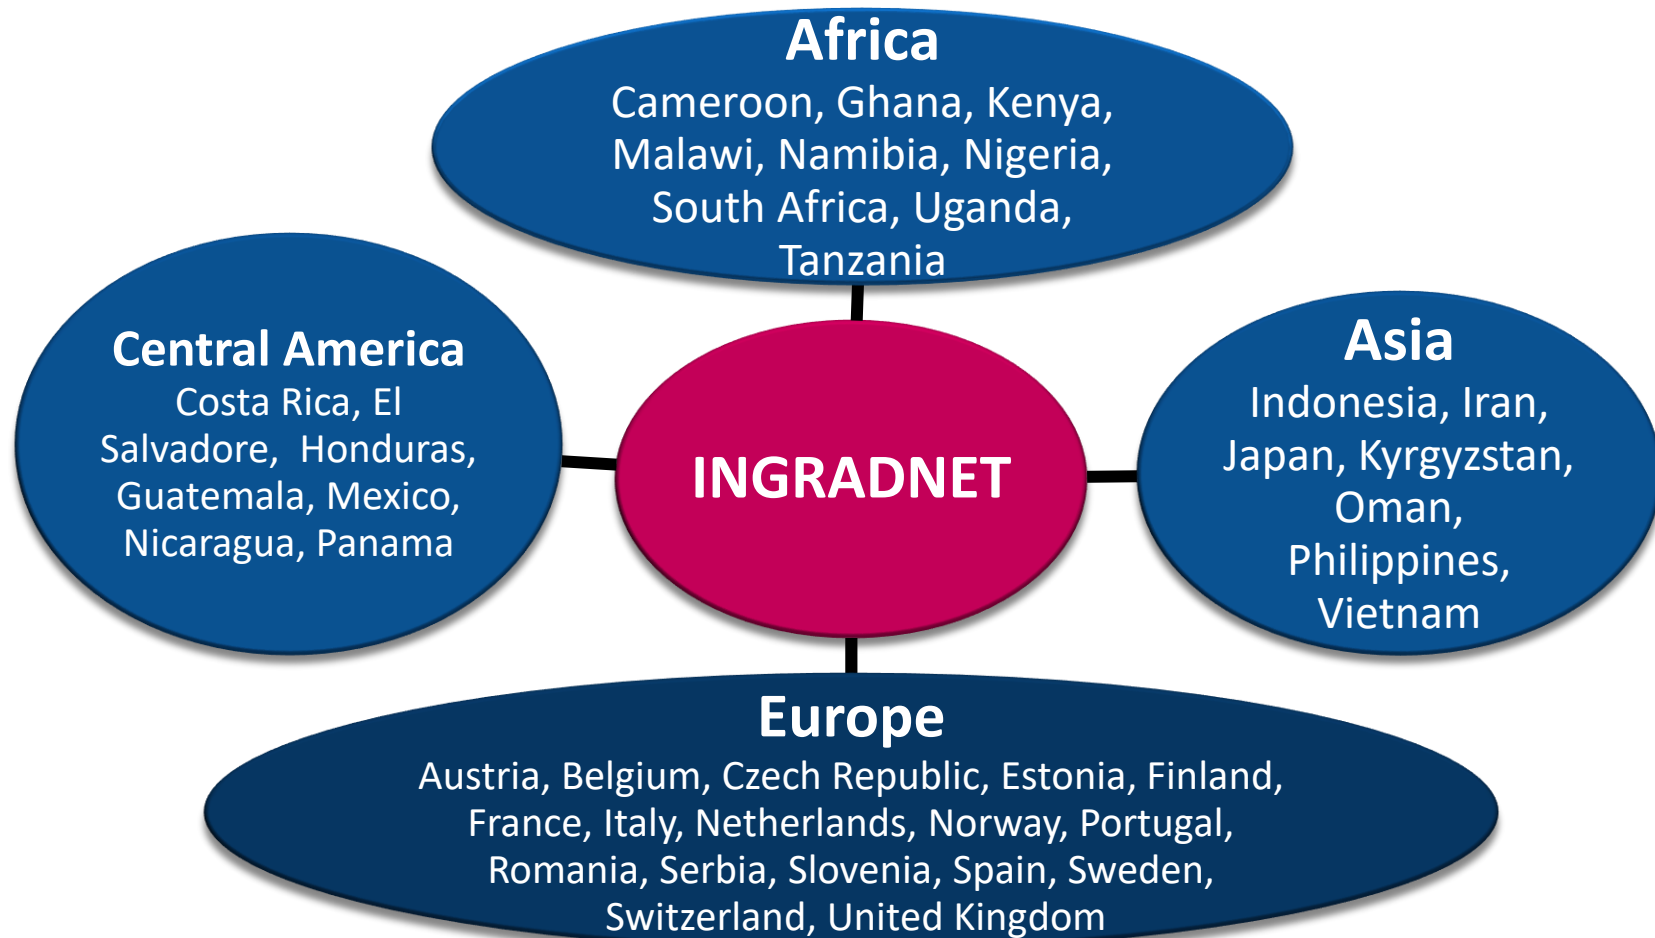 Africa
Cameroon, Ghana, Kenya,
Malawi, Namibia, Nigeria,
South Africa, Uganda,
Tanzania
Central America
Costa Rica, El
Salvadore,  Honduras,
Guatemala, Mexico,
Nicaragua, Panama
INGRADNET
Asia
Indonesia, Iran,
Japan, Kyrgyzstan,
Oman,
Philippines,
Vietnam
Europe
Austria, Belgium, Czech Republic, Estonia, Finland,
France, Italy, Netherlands, Norway, Portugal,
Romania, Serbia, Slovenia, Spain, Sweden,
Switzerland, United Kingdom